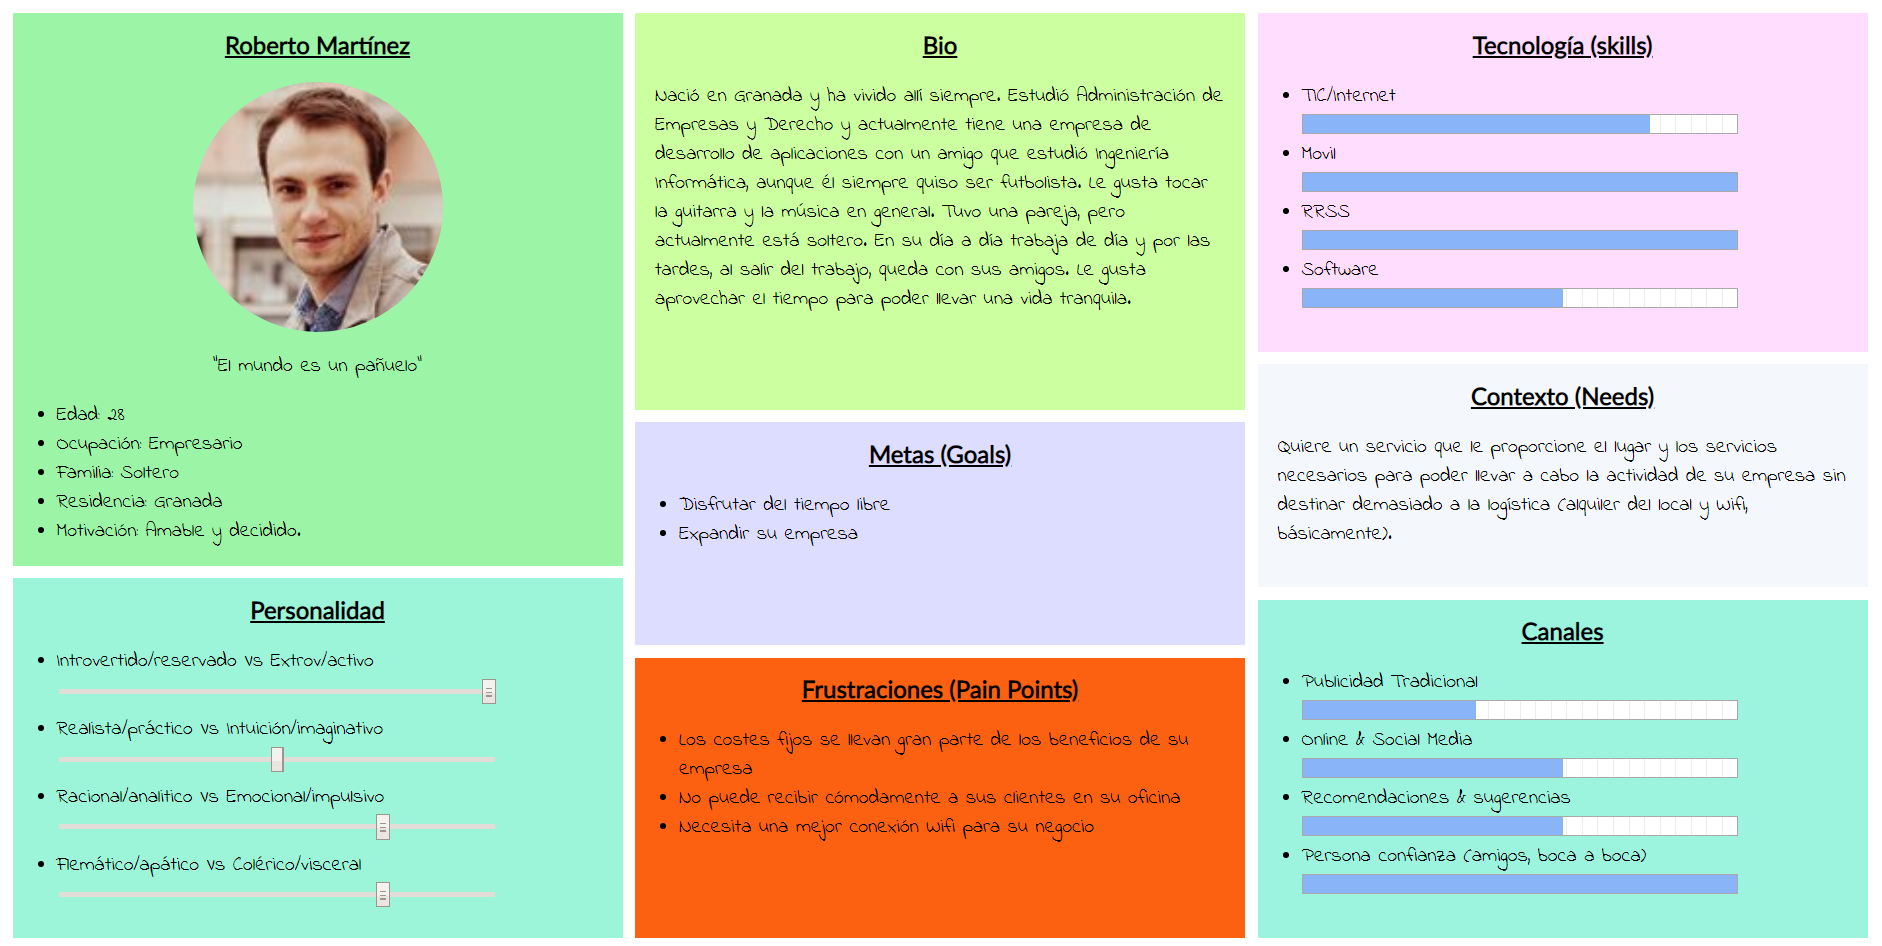 Roberto Martínez
"El mundo es un pañuelo"
Edad: 28
Ocupación: Empresario
Familia: Soltero
Residencia: Granada
Motivación: Amable y decidido.
Personalidad
Introvertido/reservado Vs Extrov/activo
Realista/práctico Vs Intuición/imaginativo
Racional/analitico Vs Emocional/impulsivo
Flemático/apático Vs Colérico/visceral
Bio
Nació en Granada y ha vivido allí siempre. Estudió Administración de
Empresas y Derecho y actualmente tiene una empresa de
desarrollo de aplicaciones con un amigo que estudió Ingeniería
Informática, aunque él siempre quiso ser futbolista. Le gusta tocar
la guitarra y la música en general. Tuvo una pareja, pero
actualmente está soltero. En su día a día trabaja de día y por las
tardes, al salir del trabajo, queda con sus amigos. Le gusta
aprovechar el tiempo para poder llevar una vida tranquila.
Metas (Goals)
Disfrutar del tiempo libre
Expandir su empresa
Frustraciones (Pain Points)
Los costes fijos se llevan gran parte de los beneficios de su
empresa
No puede recibir cómodamente a sus clientes en su oficina
Necesita una mejor conexión Wifi para su negocio
Tecnología (skills)
TIC/Internet
Movil
RRSS
Software
Contexto (Needs)
Quiere un servicio que le proporcione el lugar y los servicios
necesarios para poder llevar a cabo la actividad de su empresa sin
destinar demasiado a la logística (alquiler del local y Wifi,
básicamente).
Canales
Publicidad Tradicional
Online & Social Media
Recomendaciones & sugerencias
Persona confianza (amigos, boca a boca)